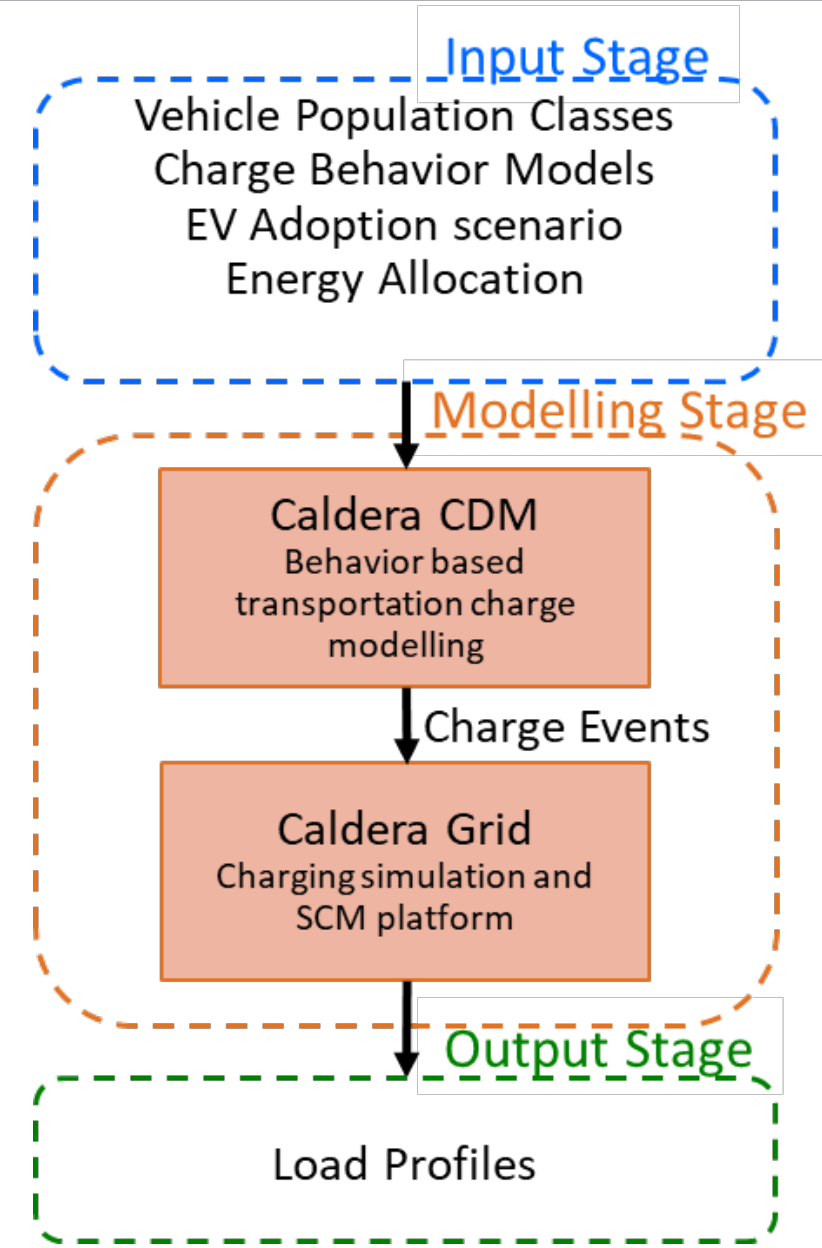 Input Stage
Vehicle Population Classes
Charge Behavior Models
EV Adoption scenario
Energy Allocation
Modelling Stage
Caldera CDM
Behavior based
transportation charge
modelling
Charge Events
Caldera Grid
Charging simulation and
SCM platform
Output Stage
Load Profiles